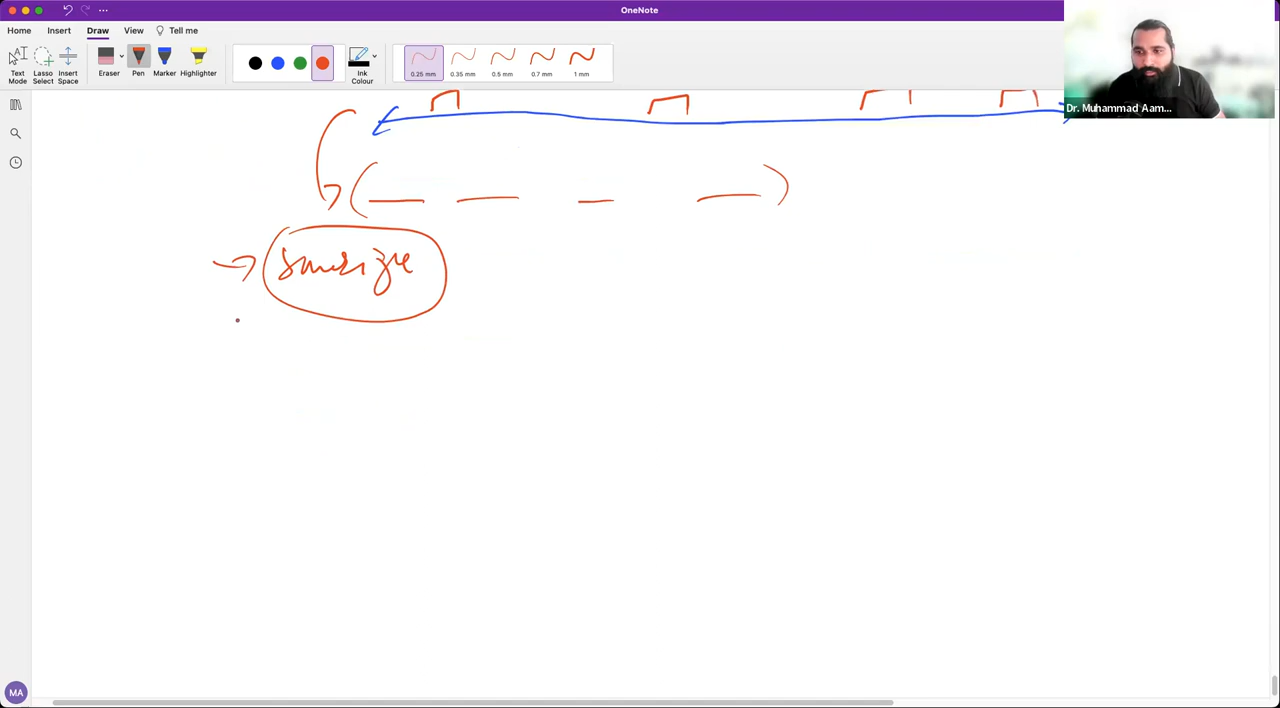 OneNote
Home Insert Draw View Tell me
Text Mode Lasso Select Insert Space Eraser Pen Marker Highlighter Ink Colour 0.25 mm 0.35 mm 0.5 mm 0.7 mm 1 mm
Dr. Muhammad Aam...
MA